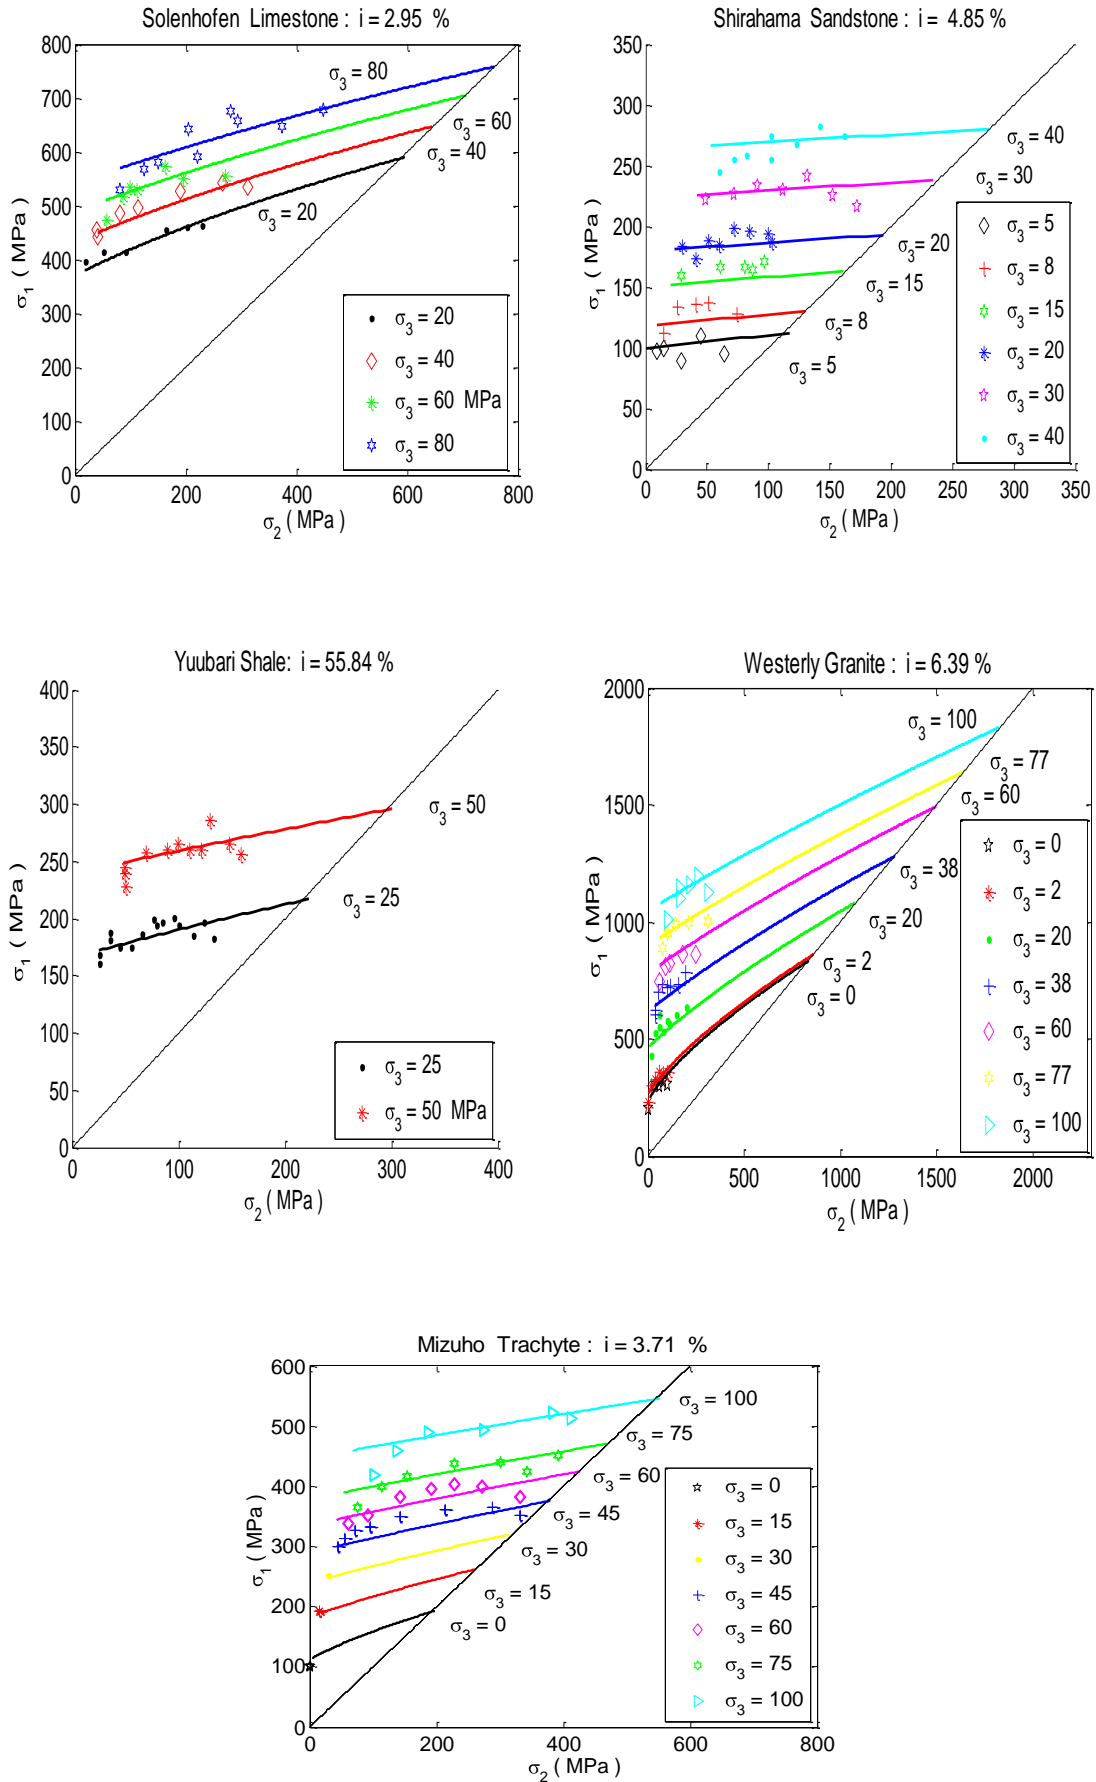 Solenhofen Limestone : i = 2.95 %
800
700
600
500
400
300
200
100
0
σ1 ( MPa )
σ3 = 80
σ3 = 60
σ3 = 40
σ3 = 20
σ3 = 20
σ3 = 40
σ3 = 60 MPa
σ3 = 80
0 200 400 600 800
σ2 ( MPa )
Shirahama Sandstone : i = 4.85 %
350
300
250
200
150
100
50
0
σ1 ( MPa )
σ3 = 40
σ3 = 30
σ3 = 20
σ3 = 15
σ3 = 8
σ3 = 5
σ3 = 5
σ3 = 8
σ3 = 15
σ3 = 20
σ3 = 30
σ3 = 40
0 50 100 150 200 250 300 350
σ2 ( MPa )
Yuubari Shale: i = 55.84 %
400
350
300
250
200
150
100
50
0
σ1 ( MPa )
σ3 = 50
σ3 = 25
σ3 = 25
σ3 = 50 MPa
0 100 200 300 400
σ2 ( MPa )
Westerly Granite : i = 6.39 %
2000
1500
1000
500
0
σ1 ( MPa )
σ3 = 100
σ3 = 77
σ3 = 60
σ3 = 38
σ3 = 20
σ3 = 2
σ3 = 0
σ3 = 0
σ3 = 2
σ3 = 20
σ3 = 38
σ3 = 60
σ3 = 77
σ3 = 100
0 500 1000 1500 2000
σ2 ( MPa )
Mizuho Trachyte : i = 3.71 %
600
500
400
300
200
100
0
σ1 ( MPa )
σ3 = 100
σ3 = 75
σ3 = 60
σ3 = 45
σ3 = 30
σ3 = 15
σ3 = 0
σ3 = 0
σ3 = 15
σ3 = 30
σ3 = 45
σ3 = 60
σ3 = 75
σ3 = 100
0 200 400 600 800
σ2 ( MPa )